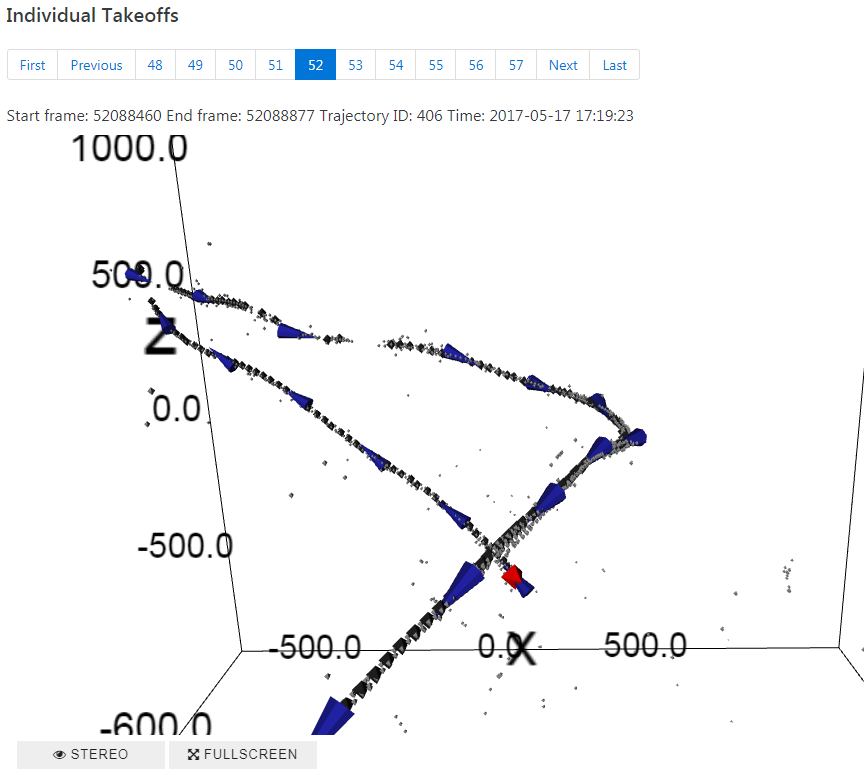 Individual Takeoffs
First Previous 48 49 50 51 52 53 54 55 56 57 Next Last
Start frame: 52088460 End frame: 52088877 Trajectory ID: 406 Time: 2017-05-17 17:19:23
1000.0
500.0
Z
0.0
-500.0
-500.0 0.0 X 500.0
-600.0
STEREO FULLSCREEN